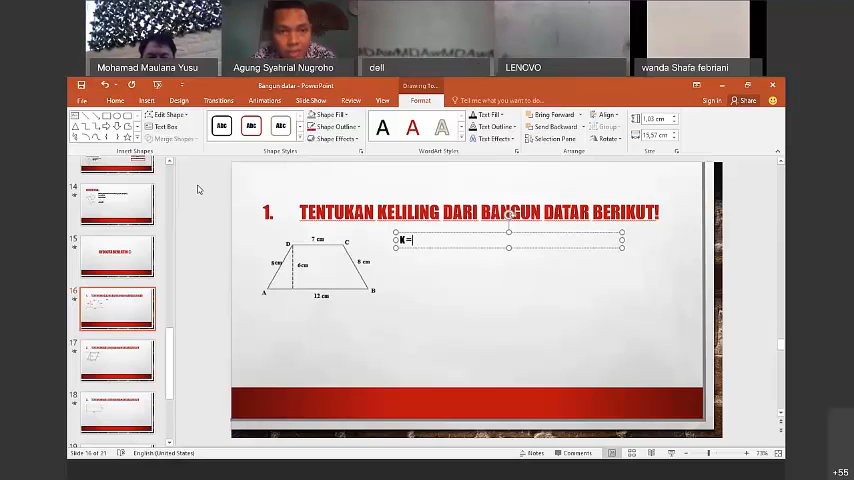 Mohamad Maulana Yusu
Agung Syahrial Nugroho
dell
LENOVO
wanda Shafa febriani
Bangun datar - PowerPoint
Drawing To...
File
Home
Insert
Design
Transitions
Animations
Slide Show
Review
View
Format
Tell me what you want to do...
Sign in
Share
Edit Shape
Text Box
Merge Shapes
Insert Shapes
Abc
Abc
Abc
Shape Fill
Shape Outline
Shape Effects
Shape Styles
A
A
A
Text Fill
Text Outline
Text Effects
WordArt Styles
Bring Forward
Send Backward
Selection Pane
Align
Group
Rotate
Arrange
1,03 cm
15,57 cm
Size
14
15
16
17
18
1. TENTUKAN KELILING DARI BANGUN DATAR BERIKUT!
K=
7 cm
D
C
8 cm
6 cm
8 cm
A
B
12 cm
Slide 16 of 21
English (United States)
Notes
Comments
73%
+55